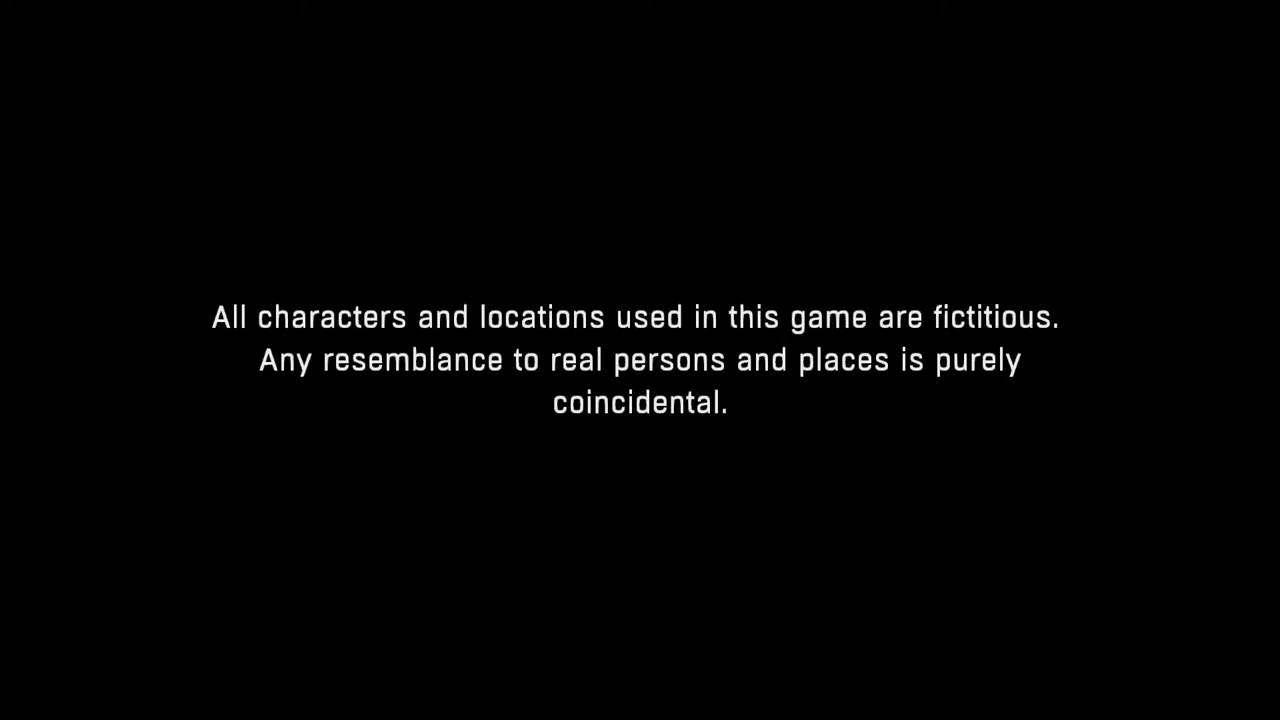 All characters and locations used in this game are fictitious.
Any resemblance to real persons and places is purely
coincidental.